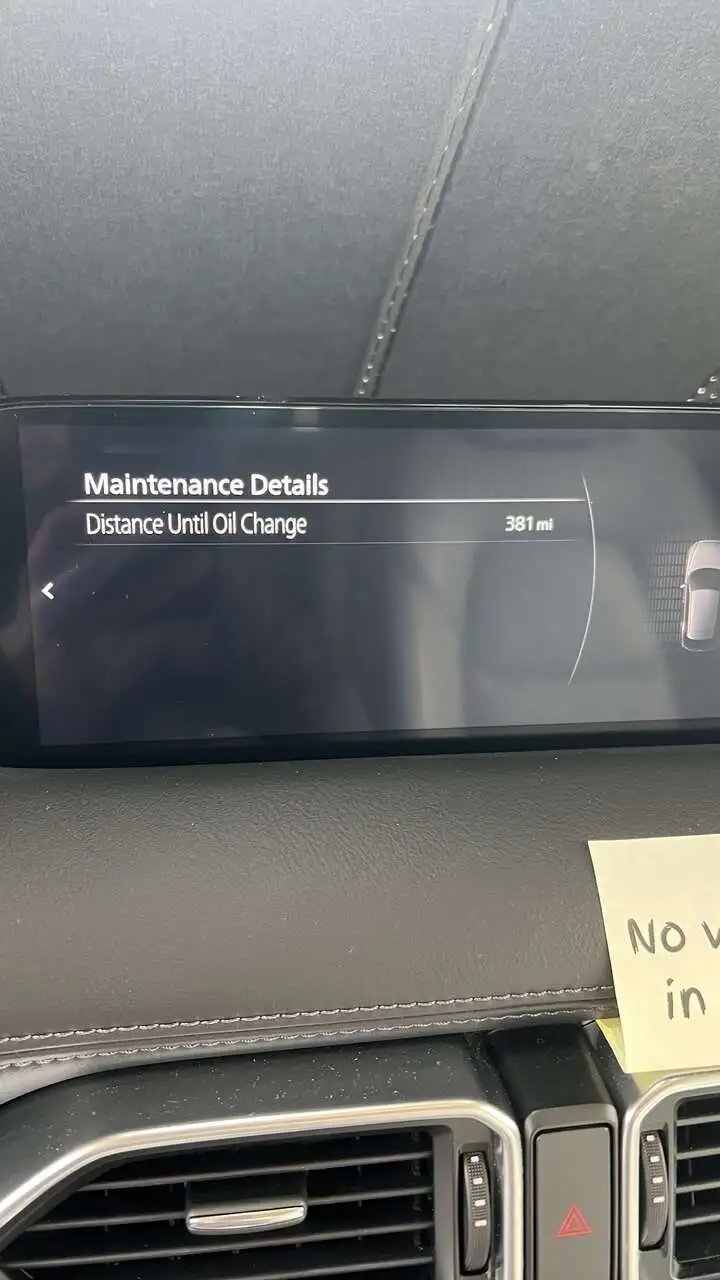 Maintenance Details
Distance Until Oil Change 381 mi
No
in